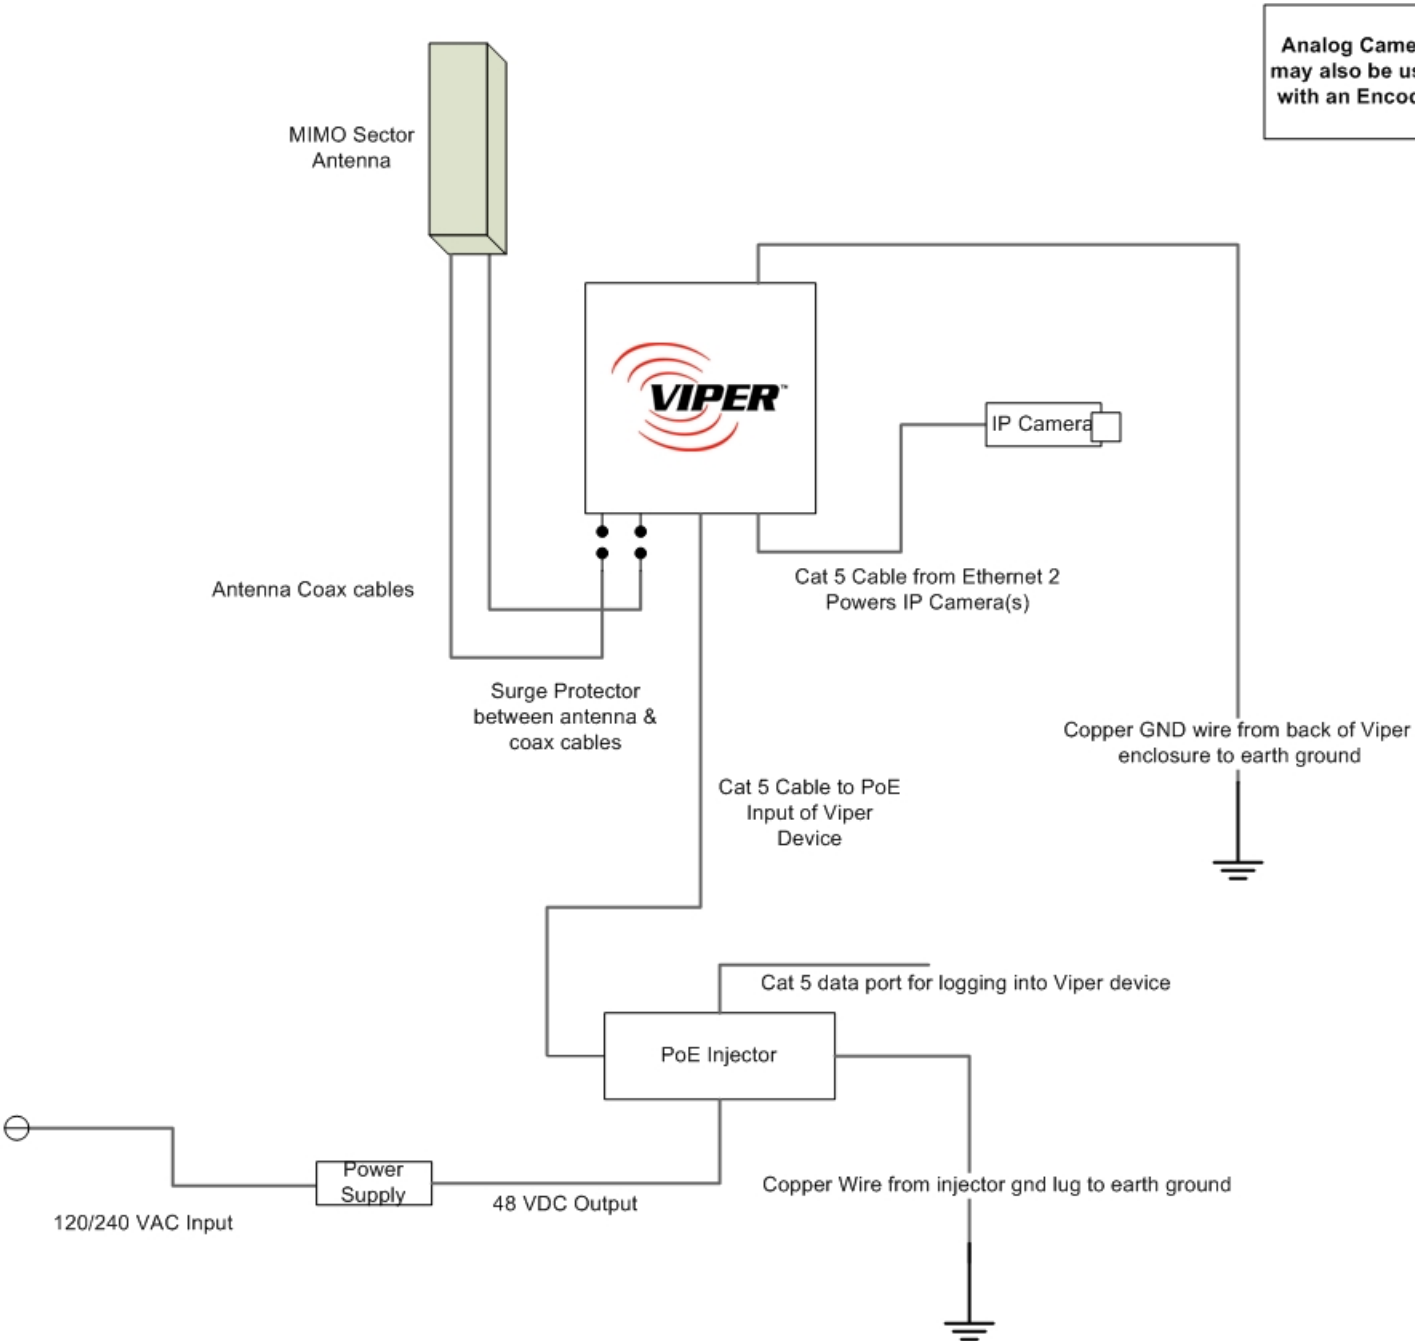 Analog Came
may also be us
with an Encod
MIMO Sector
Antenna
VIPER™
IP Camera
Antenna Coax cables
Cat 5 Cable from Ethernet 2
Powers IP Camera(s)
Surge Protector
between antenna &
coax cables
Copper GND wire from back of Viper
enclosure to earth ground
Cat 5 Cable to PoE
Input of Viper
Device
Cat 5 data port for logging into Viper device
PoE Injector
Power
Supply
48 VDC Output
Copper Wire from injector gnd lug to earth ground
120/240 VAC Input